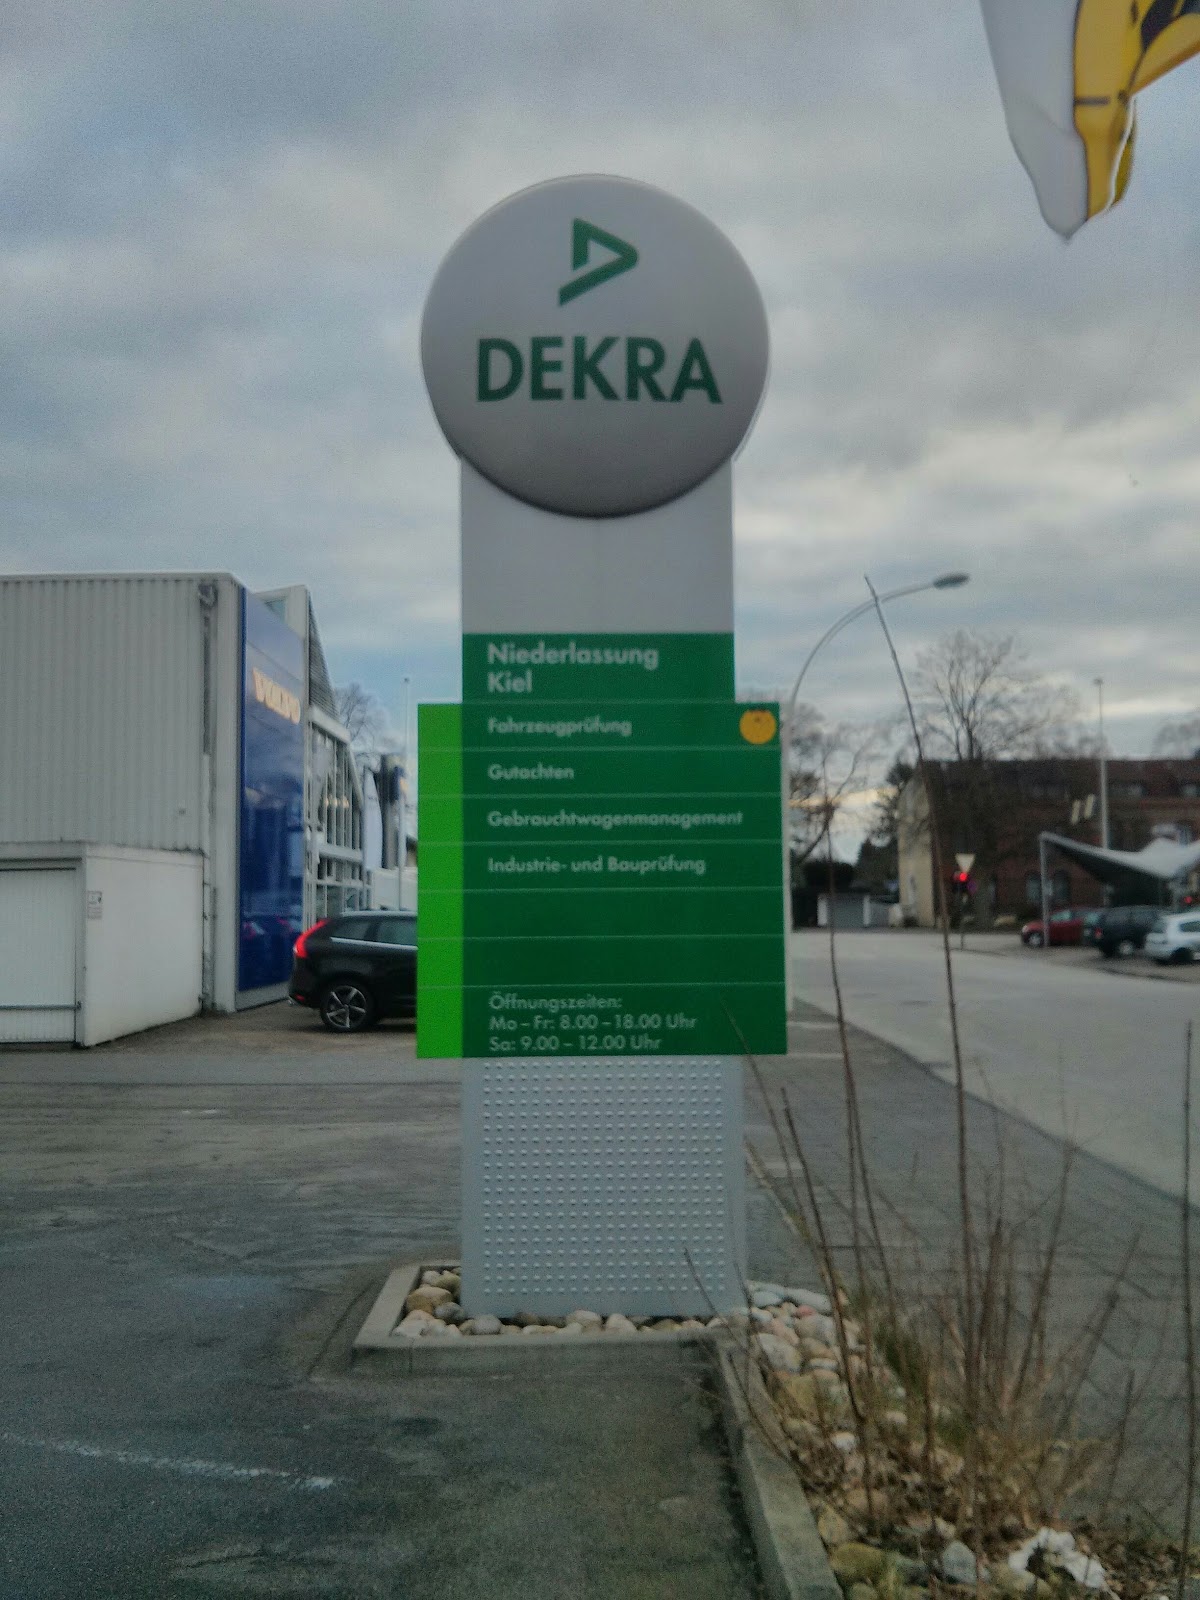 DEKRA
Niederlassung
Kiel
Fahrzeugprüfung
Gutachten
Gebrauchtwagenmanagement
Industrie- und Bauprüfung
Öffnungszeiten:
Mo – Fr: 8.00 – 18.00 Uhr
Sa: 9.00 – 12.00 Uhr
VOLVO